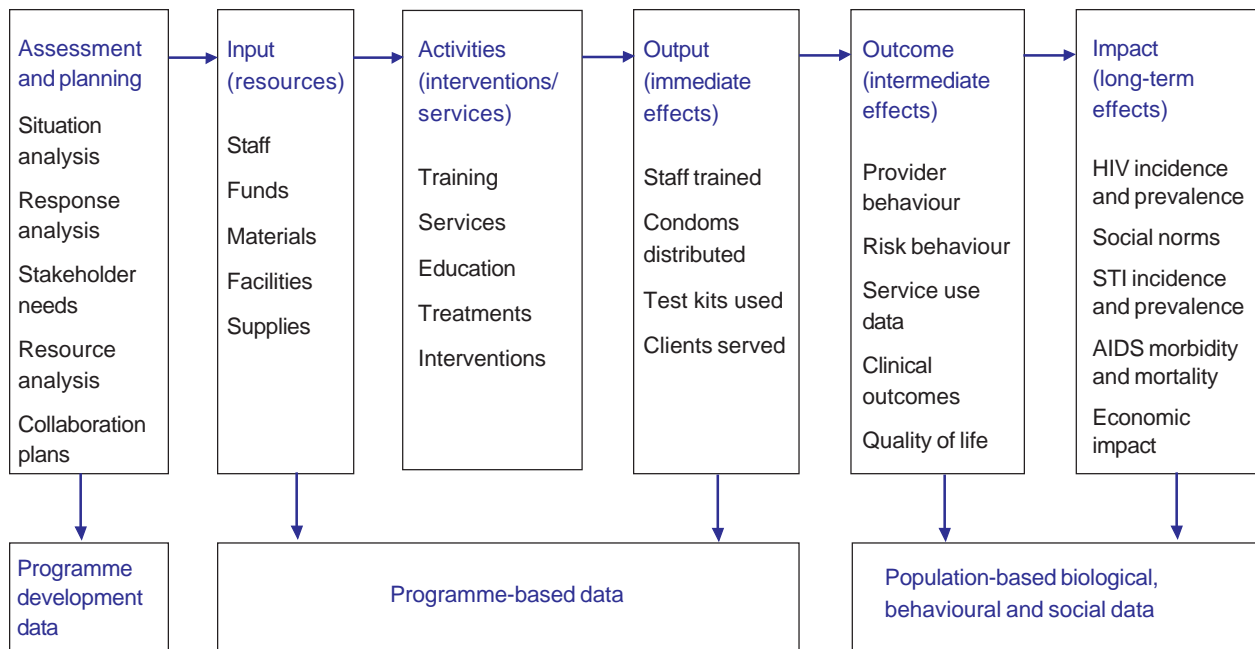 Assessment
and planning
Situation
analysis
Response
analysis
Stakeholder
needs
Resource
analysis
Collaboration
plans
Input
(resources)
Staff
Funds
Materials
Facilities
Supplies
Activities
(interventions/
services)
Training
Services
Education
Treatments
Interventions
Output
(immediate
effects)
Staff trained
Condoms
distributed
Test kits used
Clients served
Outcome
(intermediate
effects)
Provider
behaviour
Risk behaviour
Service use
data
Clinical
outcomes
Quality of life
Impact
(long-term
effects)
HIV incidence
and prevalence
Social norms
STI incidence
and prevalence
AIDS morbidity
and mortality
Economic
impact
Programme
development
data
Programme-based data
Population-based biological,
behavioural and social data